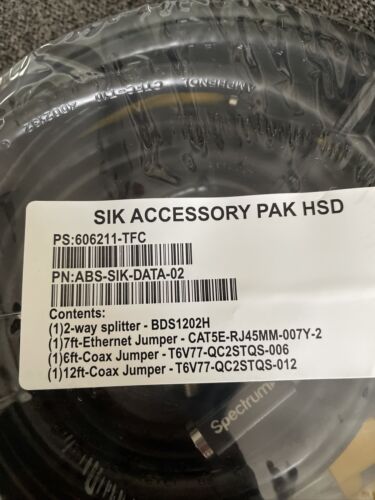 AMPHENOL
SIK ACCESSORY PAK HSD
PS:606211-TFC
PN:ABS-SIK-DATA-02
Contents:
(1)2-way splitter - BDS1202H
(1)7ft-Ethernet Jumper - CAT5E-RJ45MM-007Y-2
(1)6ft-Coax Jumper - T6V77-QC2STQS-006
(1)12ft-Coax Jumper - T6V77-QC2STQS-012
Spectrum